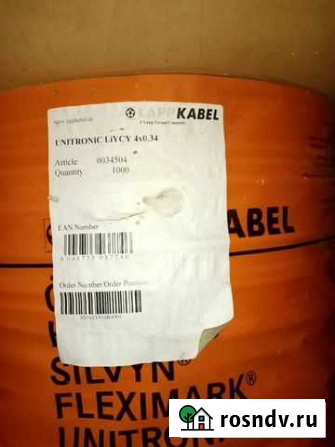 LAPP KABEL
UNITRONIC LiYCY 4x0,34
Article 0034504
Quantity 1000
EAN Number
KABEL
Order Number/Order Position
SILVYN®
FLEXIMARK®
UNITRONIC
rosndv.ru